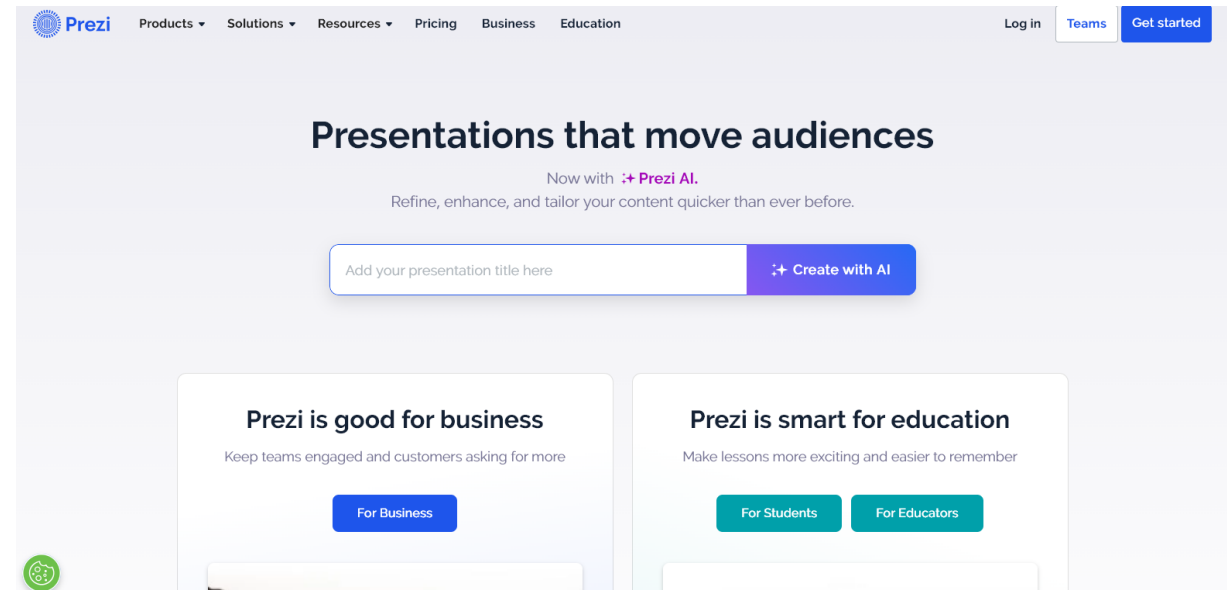 Prezi Products Solutions Resources Pricing Business Education Log in Teams Get started
Presentations that move audiences
Now with Prezi AI.
Refine, enhance, and tailor your content quicker than ever before.
Add your presentation title here Create with AI
Prezi is good for business
Keep teams engaged and customers asking for more
For Business
Prezi is smart for education
Make lessons more exciting and easier to remember
For Students For Educators